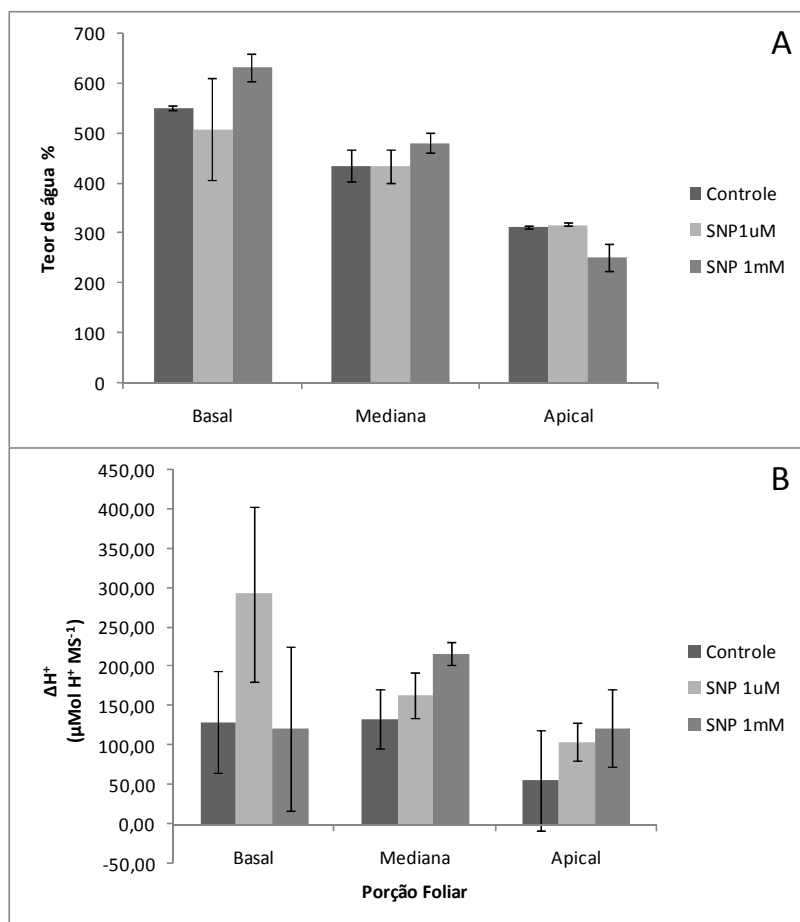 A
700
600
500
400
300
200
100
0
Teor de água %
Basal
Mediana
Apical
Controle
SNP1uM
SNP 1mM
B
450,00
400,00
350,00
300,00
250,00
200,00
150,00
100,00
50,00
0,00
-50,00
ΔH⁺
(µMol H⁺ MS⁻¹)
Basal
Mediana
Apical
Porção Foliar
Controle
SNP 1uM
SNP 1mM